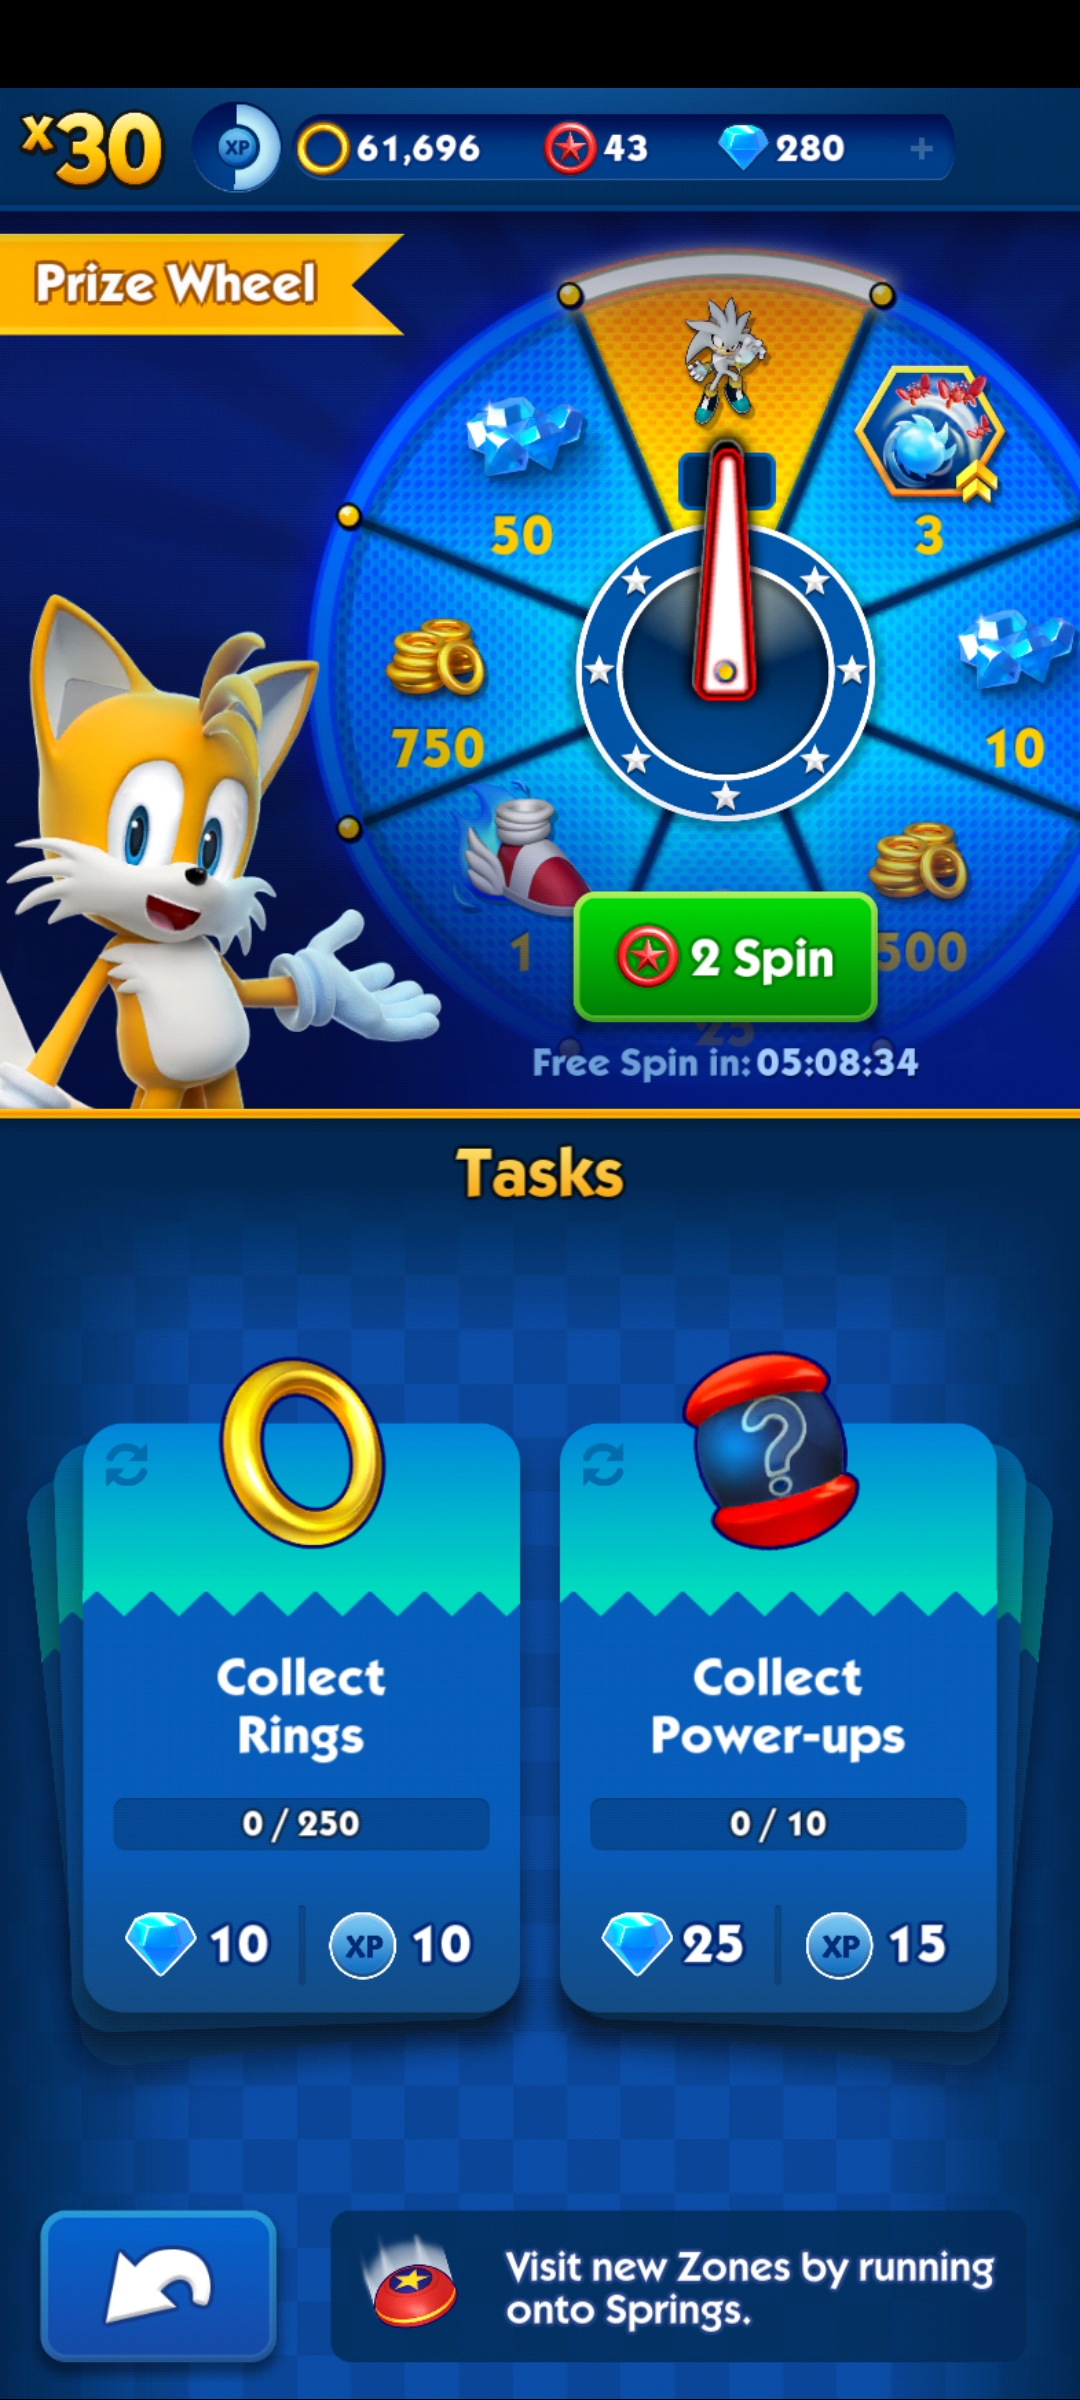 x30
XP
61,696
43
280
+
Prize Wheel
50
3
750
10
1
500
2 Spin
25
Free Spin in: 05:08:34
Tasks
?
Collect
Rings
0 / 250
10
XP
10
Collect
Power-ups
0 / 10
25
XP
15
Visit new Zones by running
onto Springs.